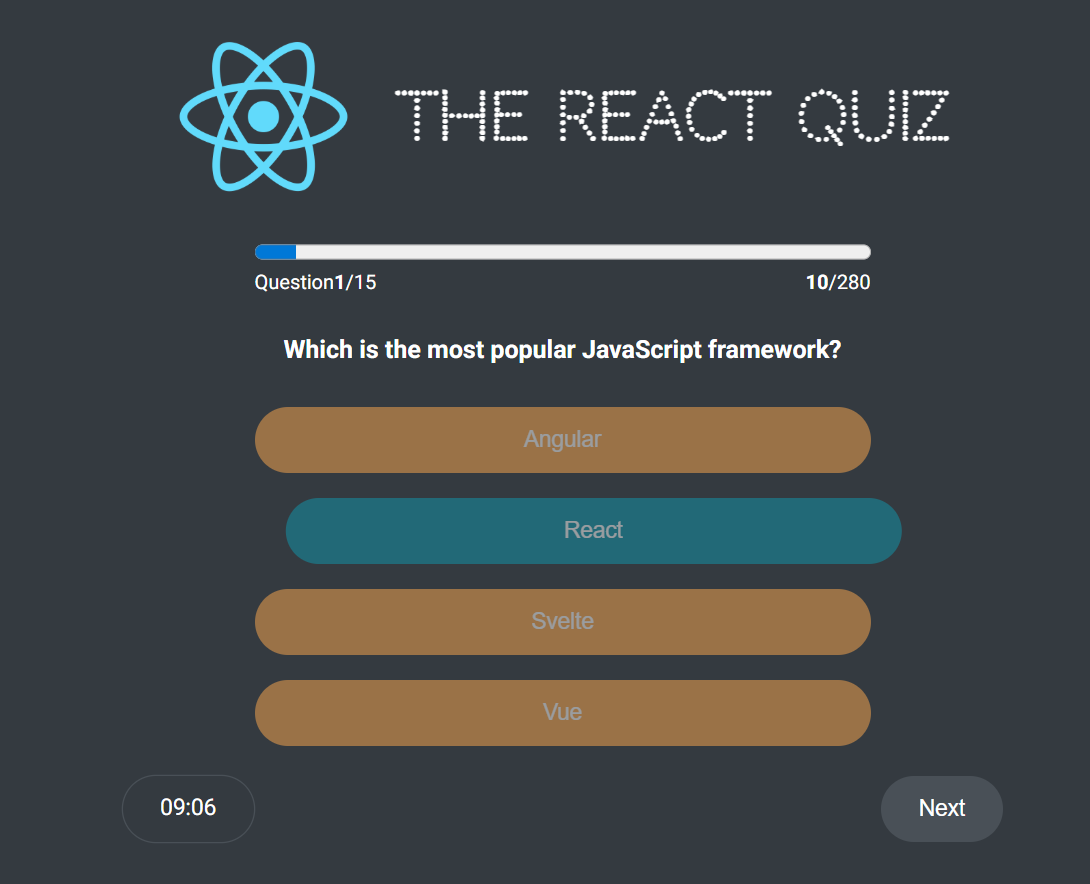 THE REACT QUIZ
Question1/15 10/280
Which is the most popular JavaScript framework?
Angular
React
Svelte
Vue
09:06 Next